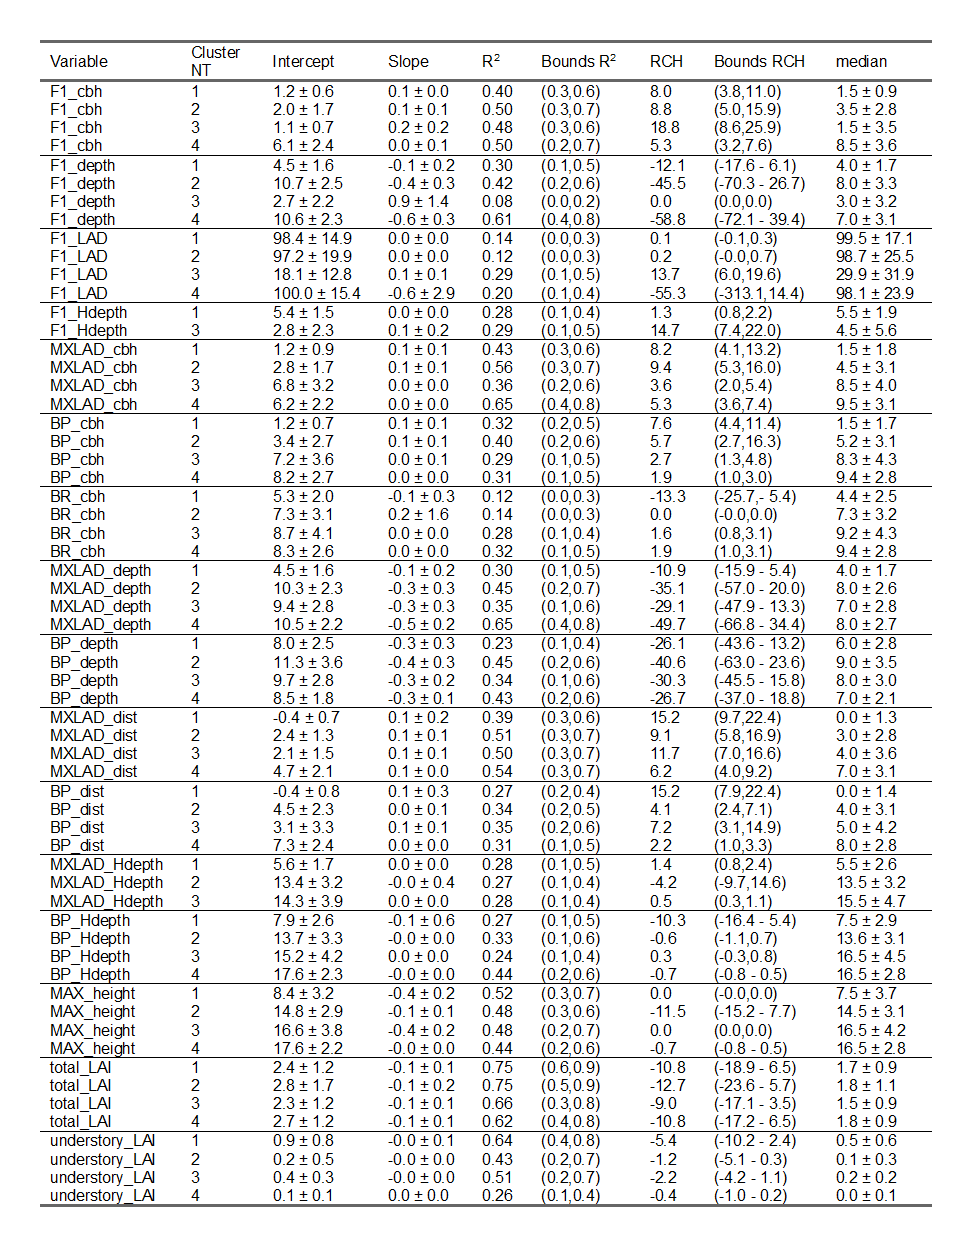 Variable Cluster NT Intercept Slope R² Bounds R² RCH Bounds RCH median
F1_cbh 1 1.2 ± 0.6 0.1 ± 0.0 0.40 (0.3,0.6) 8.0 (3.8,11.0) 1.5 ± 0.9
F1_cbh 2 2.0 ± 1.7 0.1 ± 0.1 0.50 (0.3,0.7) 8.8 (5.0,15.9) 3.5 ± 2.8
F1_cbh 3 1.1 ± 0.7 0.2 ± 0.2 0.48 (0.3,0.6) 18.8 (8.6,25.9) 1.5 ± 3.5
F1_cbh 4 6.1 ± 2.4 0.0 ± 0.1 0.50 (0.2,0.7) 5.3 (3.2,7.6) 8.5 ± 3.6
F1_depth 1 4.5 ± 1.6 -0.1 ± 0.2 0.30 (0.1,0.5) -12.1 (-17.6 - 6.1) 4.0 ± 1.7
F1_depth 2 10.7 ± 2.5 -0.4 ± 0.3 0.42 (0.2,0.6) -45.5 (-70.3 - 26.7) 8.0 ± 3.3
F1_depth 3 2.7 ± 2.2 0.9 ± 1.4 0.08 (0.0,0.2) 0.0 (0.0,0.0) 3.0 ± 3.2
F1_depth 4 10.6 ± 2.3 -0.6 ± 0.3 0.61 (0.4,0.8) -58.8 (-72.1 - 39.4) 7.0 ± 3.1
F1_LAD 1 98.4 ± 14.9 0.0 ± 0.0 0.14 (0.0,0.3) 0.1 (-0.1,0.3) 99.5 ± 17.1
F1_LAD 2 97.2 ± 19.9 0.0 ± 0.0 0.12 (0.0,0.3) 0.2 (-0.0,0.7) 98.7 ± 25.5
F1_LAD 3 18.1 ± 12.8 0.1 ± 0.1 0.29 (0.1,0.5) 13.7 (6.0,19.6) 29.9 ± 31.9
F1_LAD 4 100.0 ± 15.4 -0.6 ± 2.9 0.20 (0.1,0.4) -55.3 (-313.1,14.4) 98.1 ± 23.9
F1_Hdepth 1 5.4 ± 1.5 0.0 ± 0.0 0.28 (0.1,0.4) 1.3 (0.8,2.2) 5.5 ± 1.9
F1_Hdepth 3 2.8 ± 2.3 0.1 ± 0.2 0.29 (0.1,0.5) 14.7 (7.4,22.0) 4.5 ± 5.6
MXLAD_cbh 1 1.2 ± 0.9 0.1 ± 0.1 0.43 (0.3,0.6) 8.2 (4.1,13.2) 1.5 ± 1.8
MXLAD_cbh 2 2.8 ± 1.7 0.1 ± 0.1 0.56 (0.3,0.7) 9.4 (5.3,16.0) 4.5 ± 3.1
MXLAD_cbh 3 6.8 ± 3.2 0.0 ± 0.0 0.36 (0.2,0.6) 3.6 (2.0,5.4) 8.5 ± 4.0
MXLAD_cbh 4 6.2 ± 2.2 0.0 ± 0.0 0.65 (0.4,0.8) 5.3 (3.6,7.4) 9.5 ± 3.1
BP_cbh 1 1.2 ± 0.7 0.1 ± 0.1 0.32 (0.2,0.5) 7.6 (4.4,11.4) 1.5 ± 1.7
BP_cbh 2 3.4 ± 2.7 0.1 ± 0.1 0.40 (0.2,0.6) 5.7 (2.7,16.3) 5.2 ± 3.1
BP_cbh 3 7.2 ± 3.6 0.0 ± 0.1 0.29 (0.1,0.5) 2.7 (1.3,4.8) 8.3 ± 4.3
BP_cbh 4 8.2 ± 2.7 0.0 ± 0.0 0.31 (0.1,0.5) 1.9 (1.0,3.0) 9.4 ± 2.8
BR_cbh 1 5.3 ± 2.0 -0.1 ± 0.3 0.12 (0.0,0.3) -13.3 (-25.7,- 5.4) 4.4 ± 2.5
BR_cbh 2 7.3 ± 3.1 0.2 ± 1.6 0.14 (0.0,0.3) 0.0 (-0.0,0.0) 7.3 ± 3.2
BR_cbh 3 8.7 ± 4.1 0.0 ± 0.0 0.28 (0.1,0.4) 1.6 (0.8,3.1) 9.2 ± 4.3
BR_cbh 4 8.3 ± 2.6 0.0 ± 0.0 0.32 (0.1,0.5) 1.9 (1.0,3.1) 9.4 ± 2.8
MXLAD_depth 1 4.5 ± 1.6 -0.1 ± 0.2 0.30 (0.1,0.5) -10.9 (-15.9 - 5.4) 4.0 ± 1.7
MXLAD_depth 2 10.3 ± 2.3 -0.3 ± 0.3 0.45 (0.2,0.7) -35.1 (-57.0 - 20.0) 8.0 ± 2.6
MXLAD_depth 3 9.4 ± 2.8 -0.3 ± 0.3 0.35 (0.1,0.6) -29.1 (-47.9 - 13.3) 7.0 ± 2.8
MXLAD_depth 4 10.5 ± 2.2 -0.5 ± 0.2 0.65 (0.4,0.8) -49.7 (-66.8 - 34.4) 8.0 ± 2.7
BP_depth 1 8.0 ± 2.5 -0.3 ± 0.3 0.23 (0.1,0.4) -26.1 (-43.6 - 13.2) 6.0 ± 2.8
BP_depth 2 11.3 ± 3.6 -0.4 ± 0.3 0.45 (0.2,0.6) -40.6 (-63.0 - 23.6) 9.0 ± 3.5
BP_depth 3 9.7 ± 2.8 -0.3 ± 0.2 0.34 (0.1,0.6) -30.3 (-45.5 - 15.8) 8.0 ± 3.0
BP_depth 4 8.5 ± 1.8 -0.3 ± 0.1 0.43 (0.2,0.6) -26.7 (-37.0 - 18.8) 7.0 ± 2.1
MXLAD_dist 1 -0.4 ± 0.7 0.1 ± 0.2 0.39 (0.3,0.6) 15.2 (9.7,22.4) 0.0 ± 1.3
MXLAD_dist 2 2.4 ± 1.3 0.1 ± 0.1 0.51 (0.3,0.7) 9.1 (5.8,16.9) 3.0 ± 2.8
MXLAD_dist 3 2.1 ± 1.5 0.1 ± 0.1 0.50 (0.3,0.7) 11.7 (7.0,16.6) 4.0 ± 3.6
MXLAD_dist 4 4.7 ± 2.1 0.1 ± 0.0 0.54 (0.3,0.7) 6.2 (4.0,9.2) 7.0 ± 3.1
BP_dist 1 -0.4 ± 0.8 0.1 ± 0.3 0.27 (0.2,0.4) 15.2 (7.9,22.4) 0.0 ± 1.4
BP_dist 2 4.5 ± 2.3 0.0 ± 0.1 0.34 (0.2,0.5) 4.1 (2.4,7.1) 4.0 ± 3.1
BP_dist 3 3.1 ± 3.3 0.1 ± 0.1 0.35 (0.2,0.6) 7.2 (3.1,14.9) 5.0 ± 4.2
BP_dist 4 7.3 ± 2.4 0.0 ± 0.0 0.31 (0.1,0.5) 2.2 (1.0,3.3) 8.0 ± 2.8
MXLAD_Hdepth 1 5.6 ± 1.7 0.0 ± 0.0 0.28 (0.1,0.5) 1.4 (0.8,2.4) 5.5 ± 2.6
MXLAD_Hdepth 2 13.4 ± 3.2 -0.0 ± 0.4 0.27 (0.1,0.4) -4.2 (-9.7,14.6) 13.5 ± 3.2
MXLAD_Hdepth 3 14.3 ± 3.9 0.0 ± 0.0 0.28 (0.1,0.4) 0.5 (0.3,1.1) 15.5 ± 4.7
BP_Hdepth 1 7.9 ± 2.6 -0.1 ± 0.6 0.27 (0.1,0.5) -10.3 (-16.4 - 5.4) 7.5 ± 2.9
BP_Hdepth 2 13.7 ± 3.3 -0.0 ± 0.0 0.33 (0.1,0.6) -0.6 (-1.1,0.7) 13.6 ± 3.1
BP_Hdepth 3 15.2 ± 4.2 0.0 ± 0.0 0.24 (0.1,0.4) 0.3 (-0.3,0.8) 16.5 ± 4.5
BP_Hdepth 4 17.6 ± 2.3 -0.0 ± 0.0 0.44 (0.2,0.6) -0.7 (-0.8 - 0.5) 16.5 ± 2.8
MAX_height 1 8.4 ± 3.2 -0.4 ± 0.2 0.52 (0.3,0.7) 0.0 (-0.0,0.0) 7.5 ± 3.7
MAX_height 2 14.8 ± 2.9 -0.1 ± 0.1 0.48 (0.3,0.6) -11.5 (-15.2 - 7.7) 14.5 ± 3.1
MAX_height 3 16.6 ± 3.8 -0.4 ± 0.2 0.48 (0.2,0.7) 0.0 (0.0,0.0) 16.5 ± 4.2
MAX_height 4 17.6 ± 2.2 -0.0 ± 0.0 0.44 (0.2,0.6) -0.7 (-0.8 - 0.5) 16.5 ± 2.8
total_LAI 1 2.4 ± 1.2 -0.1 ± 0.1 0.75 (0.6,0.9) -10.8 (-18.9 - 6.5) 1.7 ± 0.9
total_LAI 2 2.8 ± 1.7 -0.1 ± 0.2 0.75 (0.5,0.9) -12.7 (-23.6 - 5.7) 1.8 ± 1.1
total_LAI 3 2.3 ± 1.2 -0.1 ± 0.1 0.66 (0.3,0.8) -9.0 (-17.1 - 3.5) 1.5 ± 0.9
total_LAI 4 2.7 ± 1.2 -0.1 ± 0.1 0.62 (0.4,0.8) -10.8 (-17.2 - 6.5) 1.8 ± 0.9
understory_LAI 1 0.9 ± 0.8 -0.0 ± 0.1 0.64 (0.4,0.8) -5.4 (-10.2 - 2.4) 0.5 ± 0.6
understory_LAI 2 0.2 ± 0.5 -0.0 ± 0.0 0.43 (0.2,0.7) -1.2 (-5.1 - 0.3) 0.1 ± 0.3
understory_LAI 3 0.4 ± 0.3 -0.0 ± 0.0 0.51 (0.2,0.7) -2.2 (-4.2 - 1.1) 0.2 ± 0.2
understory_LAI 4 0.1 ± 0.1 0.0 ± 0.0 0.26 (0.1,0.4) -0.4 (-1.0 - 0.2) 0.0 ± 0.1